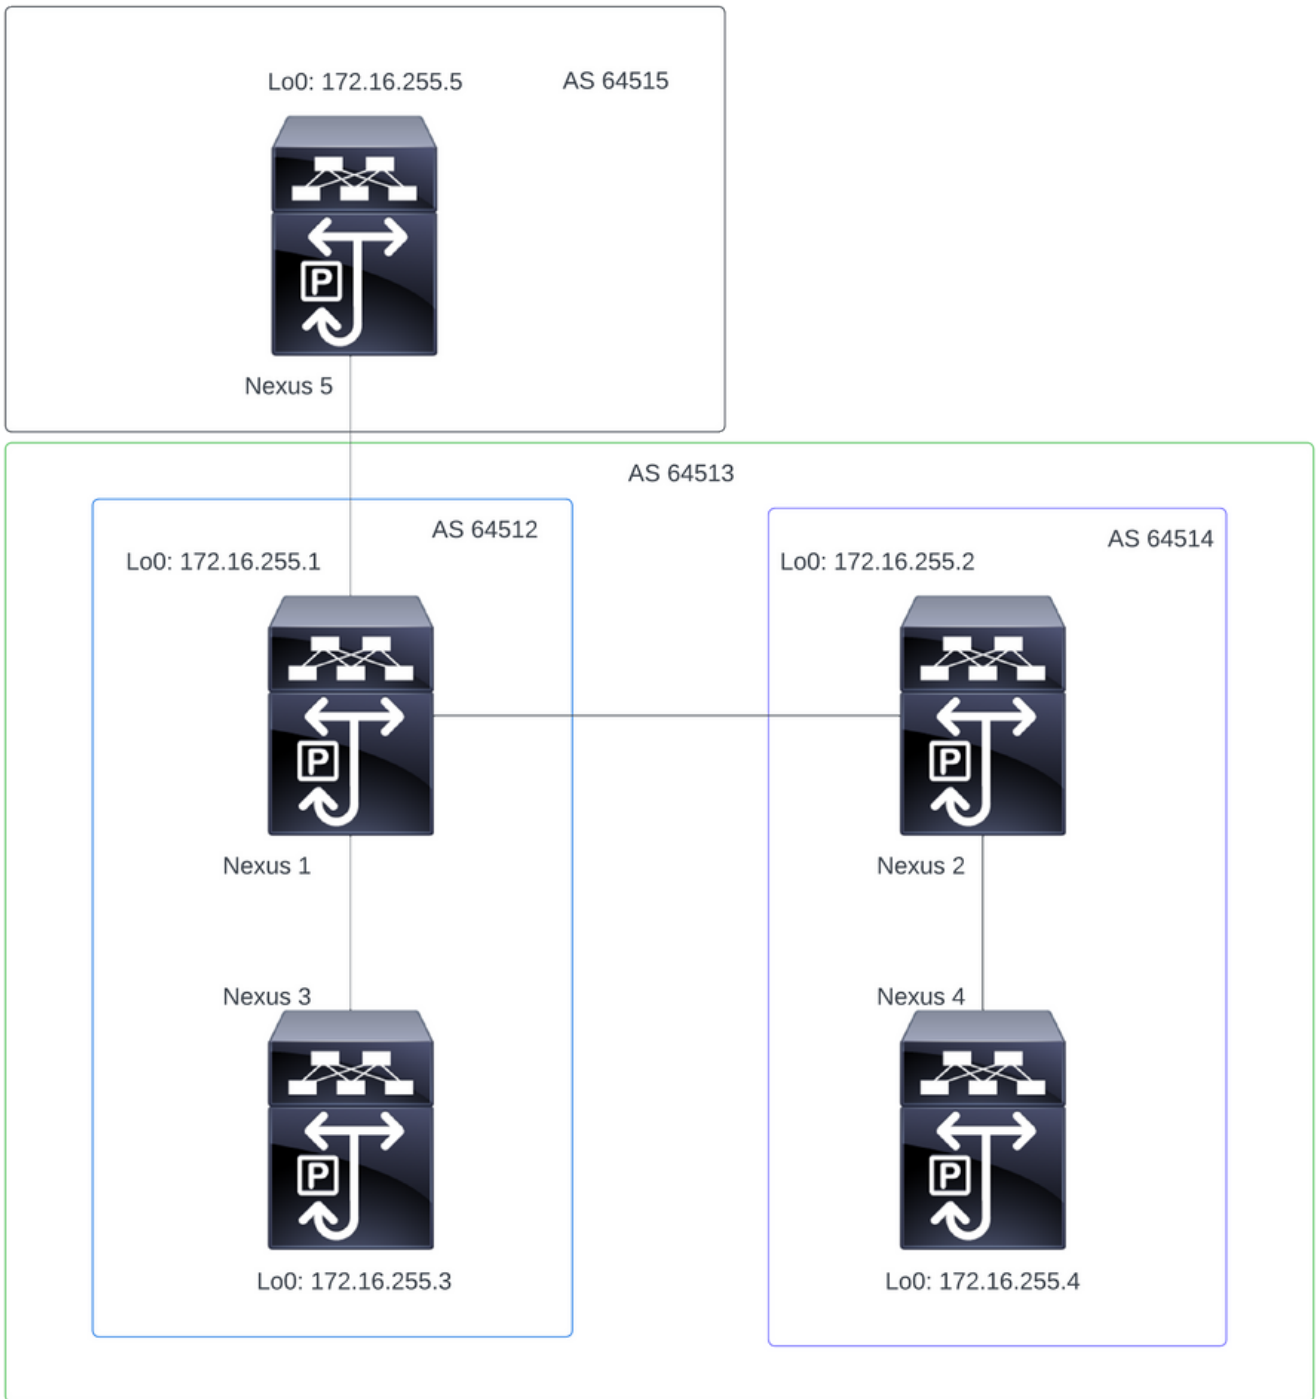 Lo0: 172.16.255.5
AS 64515
P
Nexus 5
AS 64513
AS 64512
AS 64514
Lo0: 172.16.255.1
Lo0: 172.16.255.2
P
P
Nexus 1
Nexus 2
Nexus 3
Nexus 4
P
P
Lo0: 172.16.255.3
Lo0: 172.16.255.4